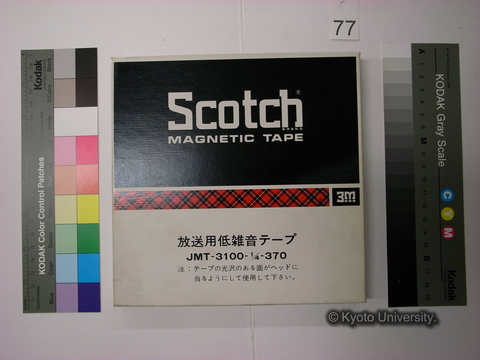 77
Scotch®
BRAND
MAGNETIC TAPE
3M
放送用低雑音テープ
JMT-3100-¼-370
注：テープの光沢のある面がヘッドに
当るようにして使用して下さい。
Kodak
KODAK Color Control Patches
KODAK Gray Scale
C Y M
Kodak
© Kyoto University.